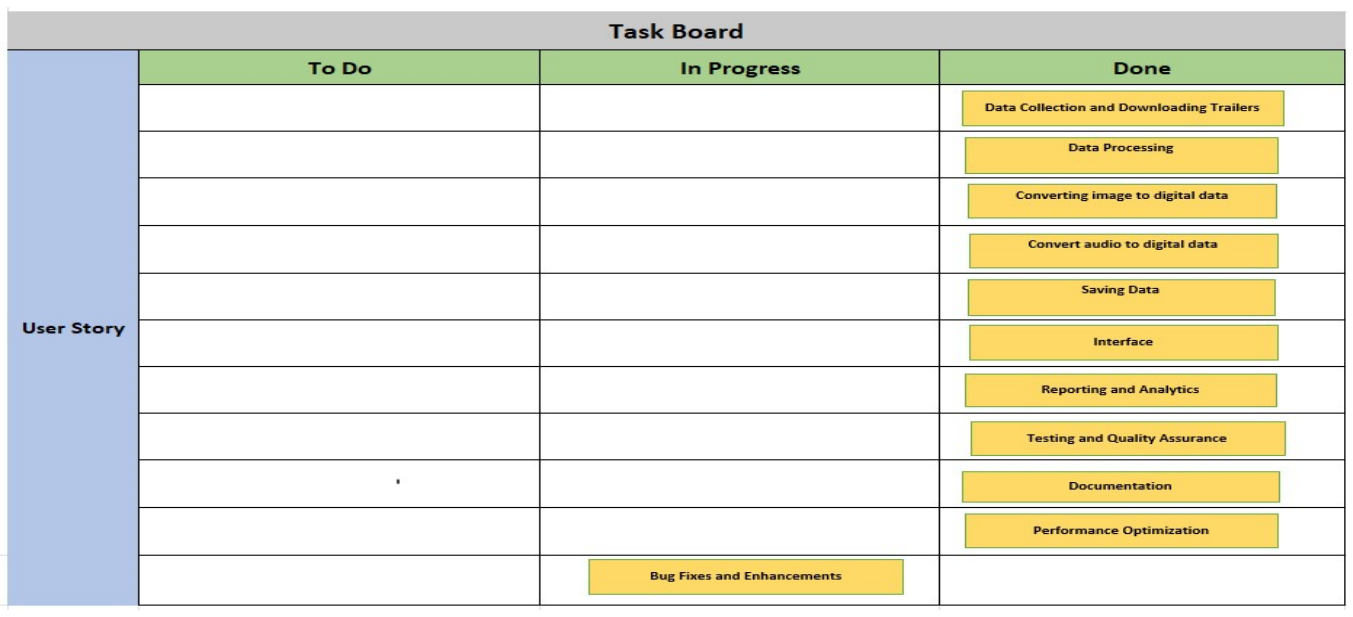 Task Board
To Do
In Progress
Done
User Story
Data Collection and Downloading Trailers
Data Processing
Converting image to digital data
Convert audio to digital data
Saving Data
Interface
Reporting and Analytics
Testing and Quality Assurance
Documentation
Performance Optimization
Bug Fixes and Enhancements